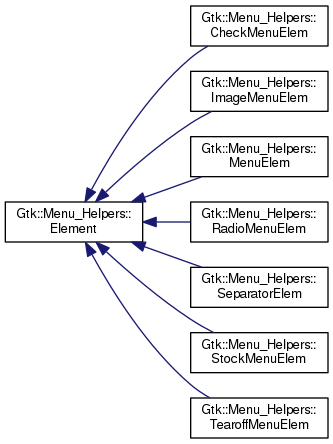 Gtk::Menu_Helpers::
CheckMenuElem
Gtk::Menu_Helpers::
ImageMenuElem
Gtk::Menu_Helpers::
MenuElem
Gtk::Menu_Helpers::
Element
Gtk::Menu_Helpers::
RadioMenuElem
Gtk::Menu_Helpers::
SeparatorElem
Gtk::Menu_Helpers::
StockMenuElem
Gtk::Menu_Helpers::
TearoffMenuElem